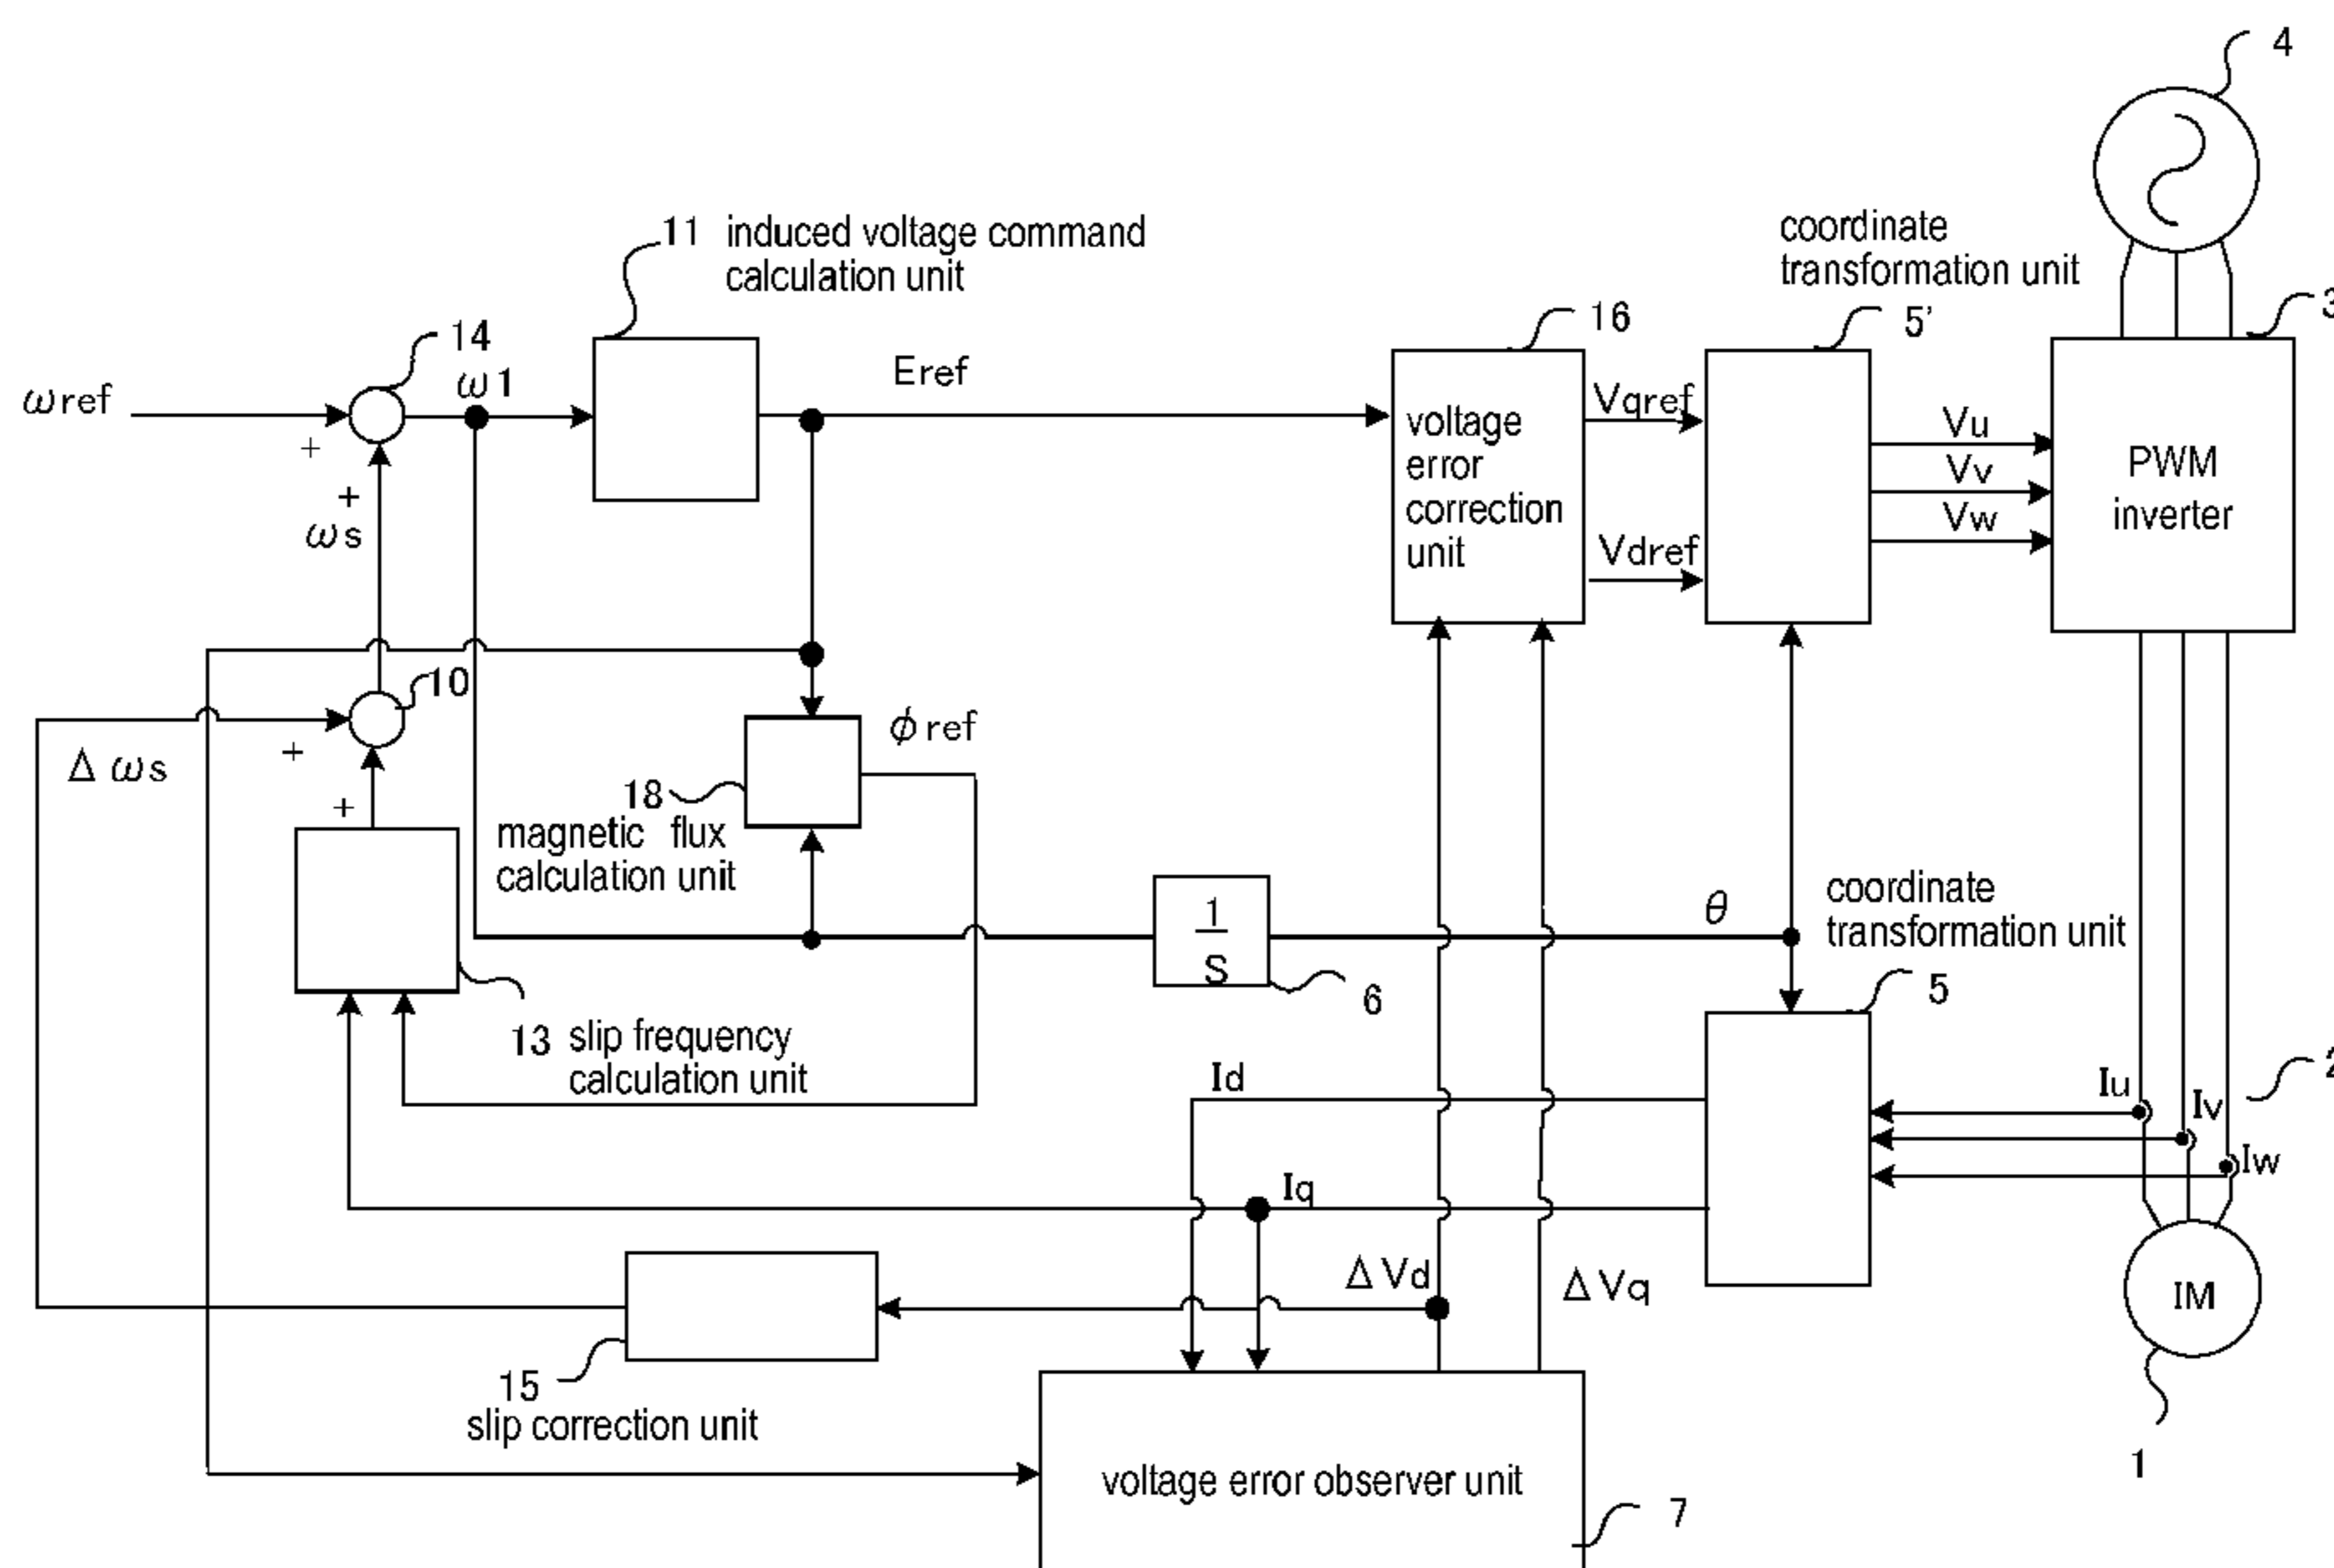 4
11 induced voltage command
calculation unit
coordinate
transformation unit
5'
16
3
14
ω1
ωref
+
Eref
voltage
error
correction
unit
Vqref
Vdref
Vu
Vv
Vw
PWM
inverter
+
ωs
10
+
Δωs
+
φref
18
magnetic flux
calculation unit
1
S
6
θ
coordinate
transformation unit
5
13 slip frequency
calculation unit
Id
Iq
Iu
Iv
Iw
2
ΔVd
ΔVq
IM
1
15
slip correction unit
voltage error observer unit
7